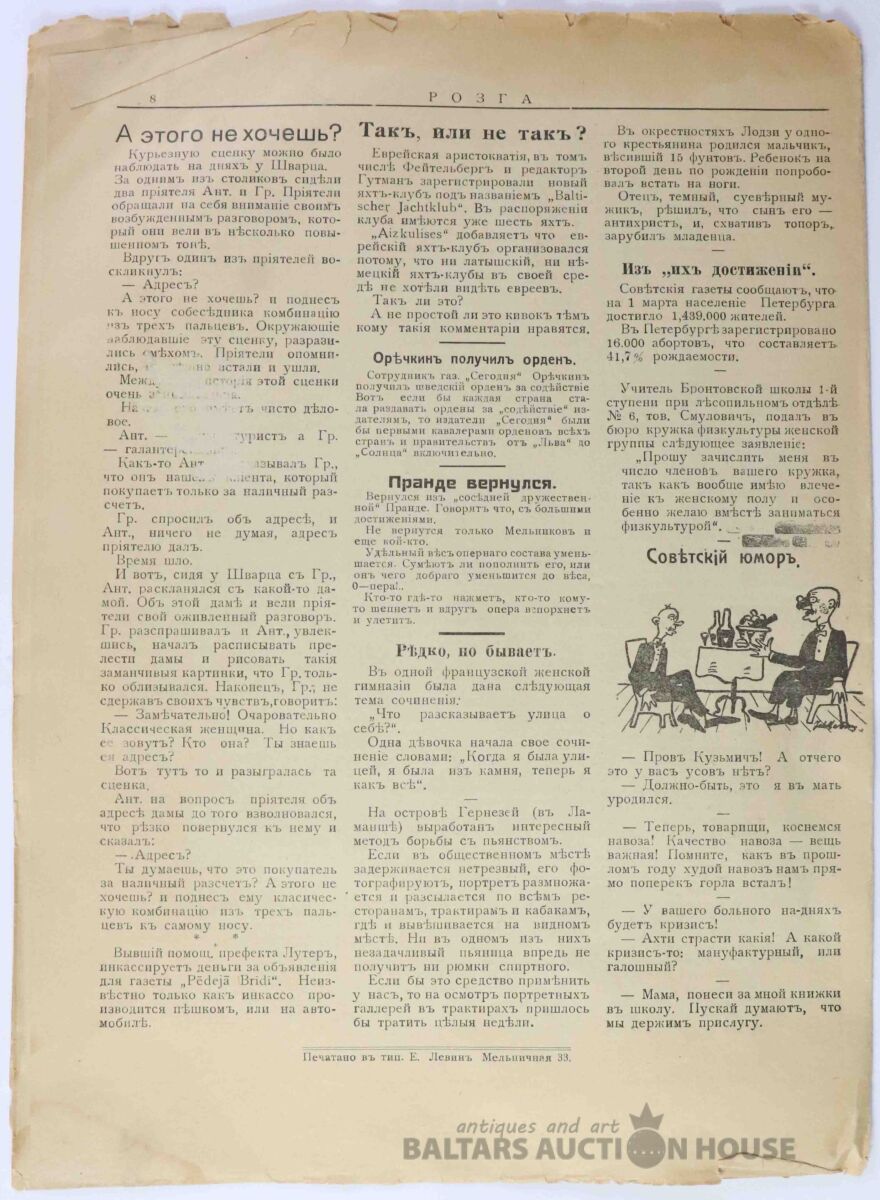 8
РОЗГА
А этого не хочешь?
Курьезную сценку можно было
наблюдать на дняхъ у Шварца.
За однимъ изъ столиковъ сидѣли
два пріятеля Ант. и Гр. Пріятели
обращали на себя вниманіе своимъ
возбужденнымъ разговоромъ, кото-
рый они вели въ нѣсколько повы-
шенномъ тонѣ.
Вдругъ одинъ изъ пріятелей во-
скликнулъ:
— Адресъ?
А этого не хочешь? и поднесъ
къ носу собесѣдника комбинацію
изъ трехъ пальцевъ. Окружающіе
наблюдавшіе эту сценку, разрази-
лись смѣхомъ. Пріятели опомни-
лись, встали и ушли.
этой сценки
очень
На чисто дѣло-
вое.
Ант. — туристъ а Гр.
— галантер
Какъ-то Ант Гр.,
что онъ который
покупаетъ только за наличный раз-
счетъ.
Гр. спросилъ объ адресѣ, и
Ант., ничего не думая, адресъ
пріятелю далъ.
Время шло.
И вотъ, сидя у Шварца съ Гр.,
Ант. раскланялся съ какой-то да-
мой. Объ этой дамѣ и вели прія-
тели свой оживленный разговоръ.
Гр. разспрашивалъ и Ант., увлек-
шись, началъ расписывать пре-
лести дамы и рисовать такія
заманчивыя картинки, что Гр. толь-
ко облизывался. Наконецъ, Гр., не
сдержавъ своихъ чувствъ, говоритъ:
— Замѣчательно! Очаровательно
Классическая женщина. Но какъ
ее зовутъ? Кто она? Ты знаешь
ея адресъ?
Вотъ тутъ то и разыгралась та
сценка.
Ант. на вопросъ пріятеля объ
адресѣ дамы до того взволновался,
что рѣзко повернулся къ нему и
сказалъ:
— Адресъ?
Ты думаешь, что это покупатель
за наличный разсчетъ? А этого не
хочешь? и поднесъ ему класичес-
кую комбинацію изъ трехъ паль-
цевъ къ самому носу.
* *
Вывшій помощ. префекта Лутеръ,
инкассируетъ деньги за объявленія
для газеты „Pēdejā Brīdī“. Неиз-
вѣстно только какъ инкассо про-
изводится пѣшкомъ, или на авто-
мобилѣ.
Такъ, или не такъ?
Еврейская аристократія, въ томъ
числѣ Фейтельбергъ и редакторъ
Гутманъ зарегистрировали новый
яхтъ-клубъ подъ названіемъ „Balti-
scher Jachtklub“. Въ распоряженіи
клуба имѣются уже шесть яхтъ.
„Aizkulises“ добавляетъ что ев-
рейскій яхтъ-клубъ организовался
потому, что ни латышскій, ни нѣ-
мецкій яхтъ-клубы въ своей сре-
дѣ не хотѣли видѣть евреевъ.
Такъ ли это?
А не простой ли это кивокъ тѣмъ
кому такія комментаріи нравятся.
Орѣчкинъ получилъ орденъ.
Сотрудникъ газ. „Сегодня“ Орѣчкинъ
получилъ шведскій орденъ за содѣйствіе
Вотъ если бы каждая страна ста-
ла раздавать ордены за „содѣйствіе“ из-
дателямъ, то издатели „Сегодня“ были
бы первыми кавалерами орденовъ всѣхъ
странъ и правительствъ отъ „Льва“ до
„Солнца“ включительно.
Пранде вернулся.
Вернулся изъ „сосѣдней дружествен-
ной“ Пранде. Говорятъ что, съ большими
достиженіями.
Не вернутся только Мельниковъ и
еще кой-кто.
Удѣльный вѣсъ опернаго состава умень-
шается. Сумѣютъ ли пополнить его, или
онъ чего добраго уменьшится до вѣса,
О—пера!..
Кто-то гдѣ-то нажметъ, кто-то кому-
то шепнетъ и вдругъ опера вспорхнетъ
и улетитъ.
Рѣдко, но бываетъ.
Въ одной французской женской
гимназіи была дана слѣдующая
тема сочиненія:
„Что разсказываетъ улица о
себѣ?“.
Одна дѣвочка начала свое сочи-
неніе словами: „Когда я была ули-
цей, я была изъ камня, теперь я
какъ всѣ“.
—
На островѣ Гернезей (въ Ла-
маншѣ) выработанъ интересный
методъ борьбы съ пьянствомъ.
Если въ общественномъ мѣстѣ
задерживается нетрезвый, его фо-
тографируютъ, портретъ размножа-
ется и разсылается по всѣмъ ре-
сторанамъ, трактирамъ и кабакамъ,
гдѣ и вывѣшивается на видномъ
мѣстѣ. Ни въ одномъ изъ нихъ
незадачливый пьяница впредь не
получитъ ни рюмки спиртного.
Если бы это средство примѣнить
у насъ, то на осмотръ портретныхъ
галлерей въ трактирахъ пришлось
бы тратить цѣлыя недѣли.
Въ окрестностяхъ Лодзи у одно-
го крестьянина родился мальчикъ,
вѣсившій 15 фунтовъ. Ребенокъ на
второй день по рожденіи попробо-
валъ встать на ноги.
Отецъ, темный, суевѣрный му-
жикъ, рѣшилъ, что сынъ его —
антихристъ, и, схвативъ топоръ,
зарубилъ младенца.
—
Изъ „ихъ достиженій“.
Совѣтскія газеты сообщаютъ, что
на 1 марта населеніе Петербурга
достигло 1,439.000 жителей.
Въ Петербургѣ зарегистрировано
16.000 абортовъ, что составляетъ
41,7% рождаемости.
—
Учитель Бронтовской школы 1-й
ступени при лѣсопильномъ отдѣлѣ
№ 6, тов. Смуловичъ, подалъ въ
бюро кружка физкультуры женской
группы слѣдующее заявленіе:
„Прошу зачислить меня въ
число членовъ вашего кружка,
такъ какъ вообще имѣю влече-
ніе къ женскому полу и осо-
бенно желаю вмѣстѣ заниматься
физкультурой“.
Совѣтскій юморъ.
— Провъ Кузьмичъ! А отчего
это у васъ усовъ нѣтъ?
— Должно-быть, это я въ мать
уродился.
—
— Теперь, товарищи, коснемся
навоза! Качество навоза — вещь
важная! Помните, какъ въ прош-
ломъ году худой навозъ намъ пря-
мо поперекъ горла всталъ!
—
— У вашего больного на-дняхъ
будетъ кризисъ!
— Ахти страсти какія! А какой
кризисъ-то: мануфактурный, или
галошный?
—
— Мама, понеси за мной книжки
въ школу. Пускай думаютъ, что
мы держимъ прислугу.
Печатано въ тип. Е. Левинъ Мельничная 33.
antiques and art
BALTARS AUCTION HOUSE